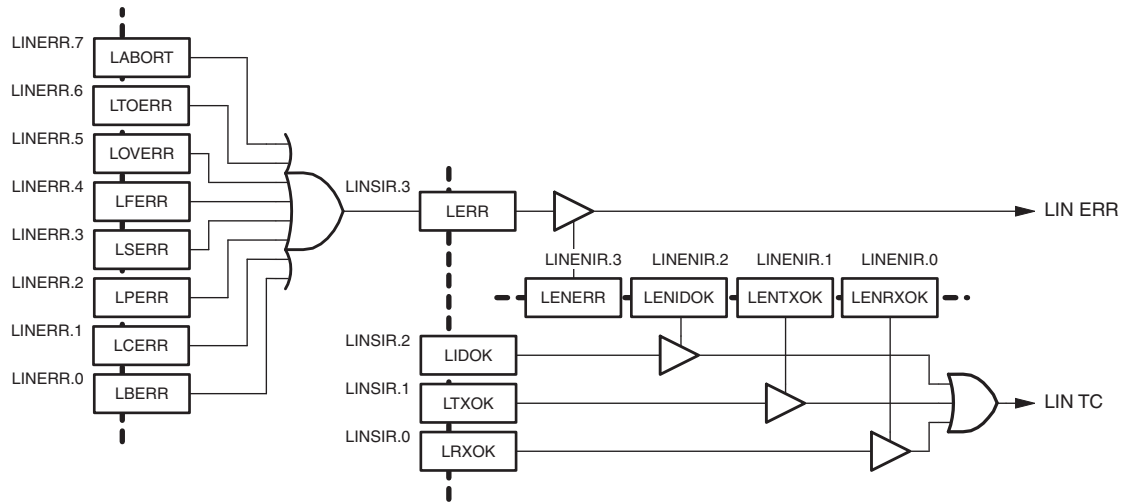 LINERR.7
LABORT
LINERR.6
LTOERR
LINERR.5
LOVERR
LINERR.4
LFERR
LINERR.3
LSERR
LINERR.2
LPERR
LINERR.1
LCERR
LINERR.0
LBERR
LINSIR.3
LERR
LIN ERR
LINENIR.3
LINENIR.2
LINENIR.1
LINENIR.0
LENERR
LENIDOK
LENTXOK
LENRXOK
LINSIR.2
LIDOK
LINSIR.1
LTXOK
LIN TC
LINSIR.0
LRXOK